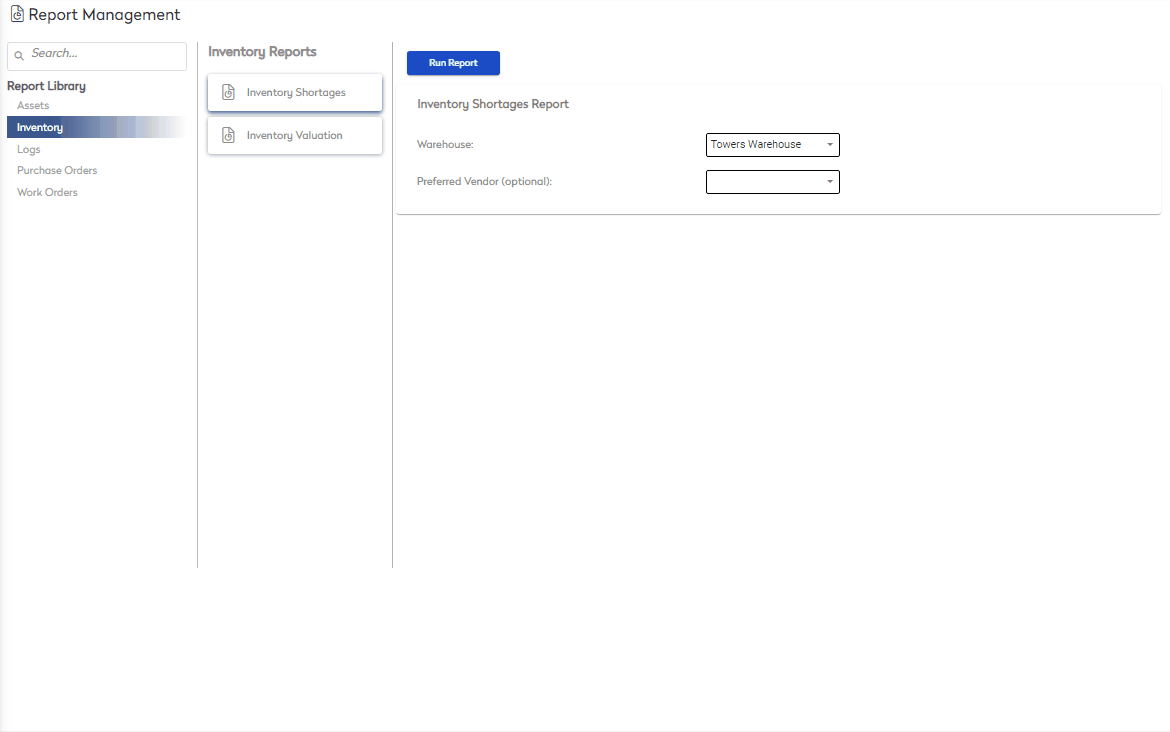 Report Management
Search...
Report Library
Assets
Inventory
Logs
Purchase Orders
Work Orders
Inventory Reports
Inventory Shortages
Inventory Valuation
Run Report
Inventory Shortages Report
Warehouse: Towers Warehouse
Preferred Vendor (optional):